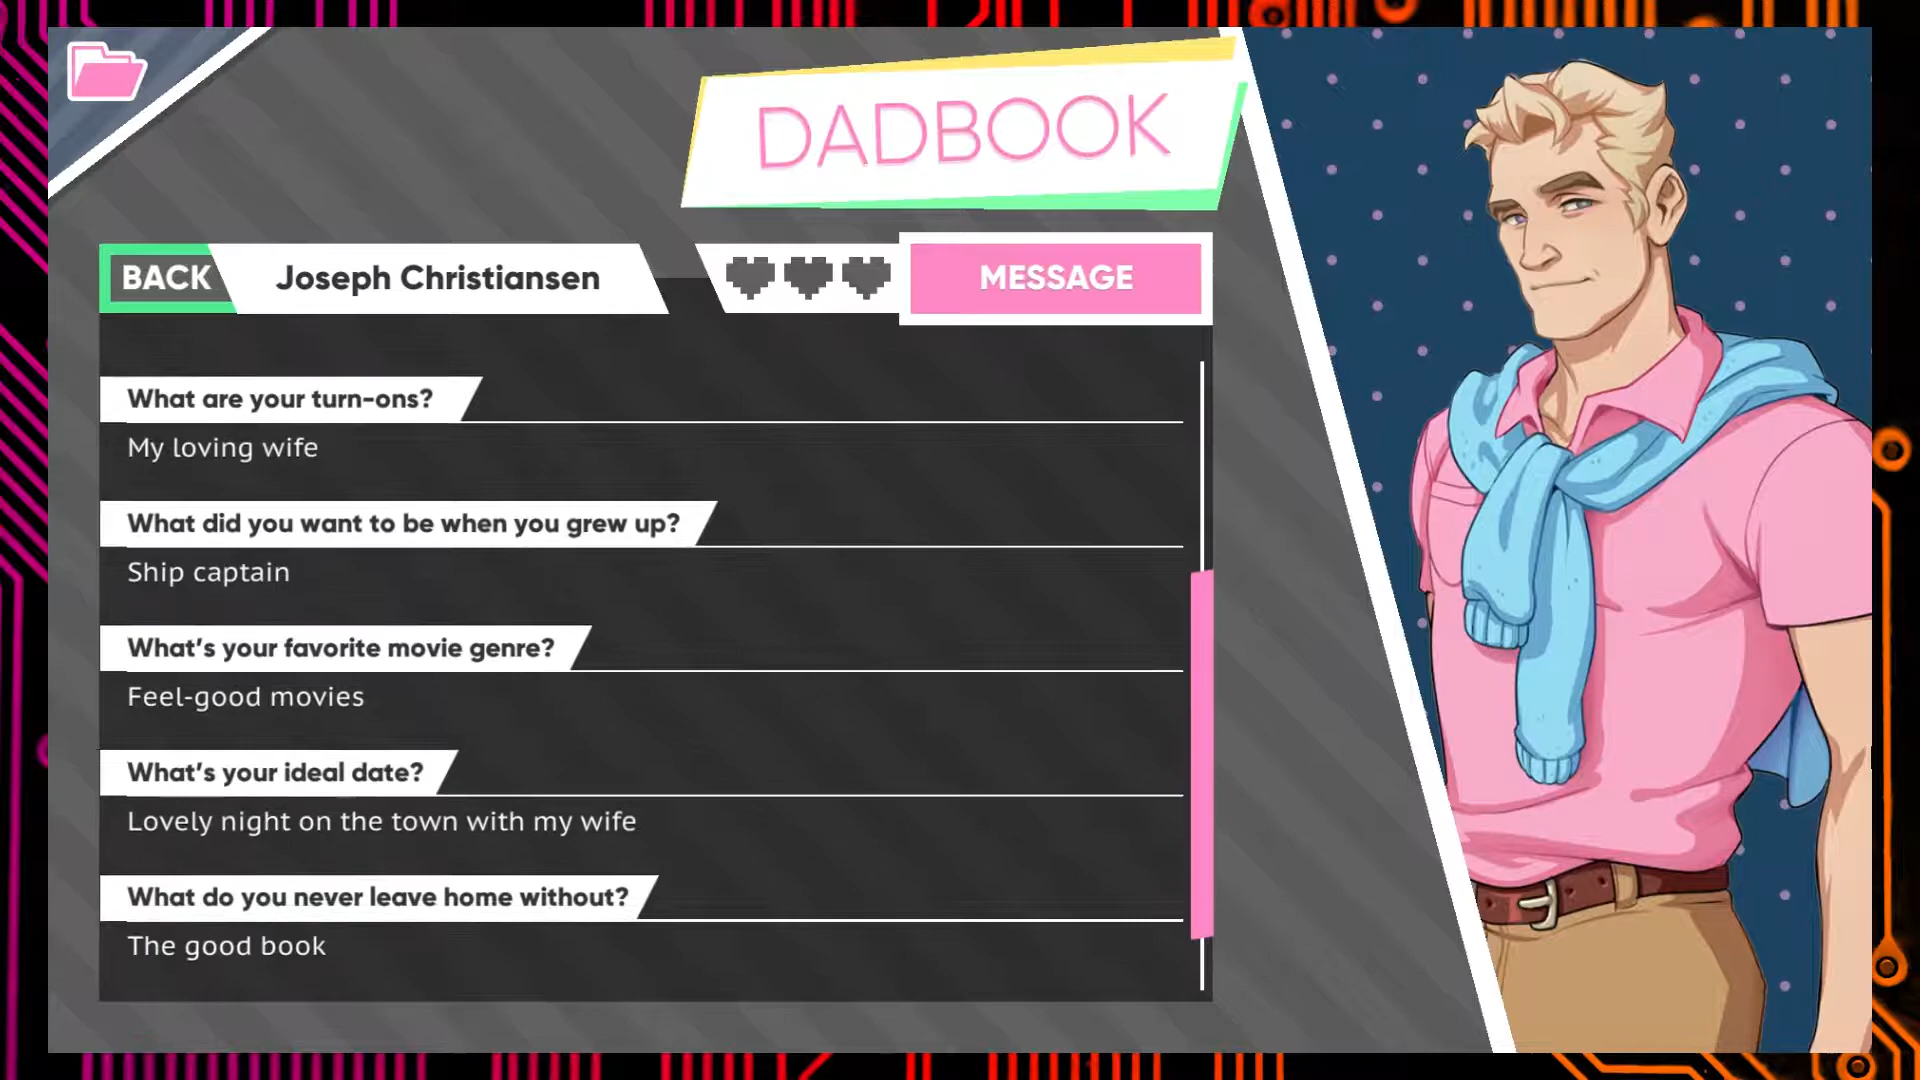 DADBOOK
BACK
Joseph Christiansen
MESSAGE
What are your turn-ons?
My loving wife
What did you want to be when you grew up?
Ship captain
What’s your favorite movie genre?
Feel-good movies
What’s your ideal date?
Lovely night on the town with my wife
What do you never leave home without?
The good book